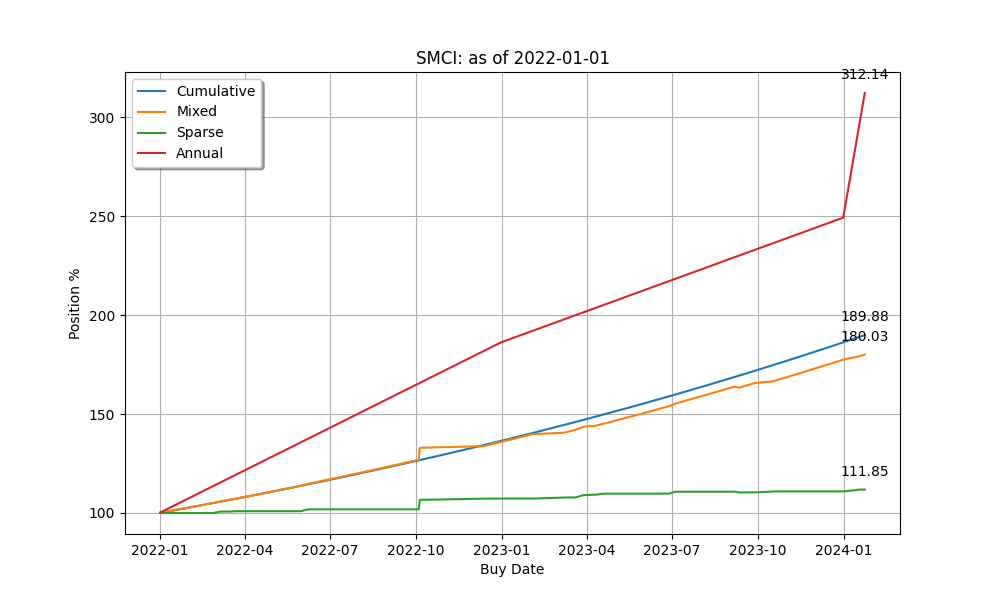 SMCI: as of 2022-01-01
312.14
Cumulative
Mixed
Sparse
Annual
300
250
200
150
100
189.88
180.03
111.85
Position %
2022-01
2022-04
2022-07
2022-10
2023-01
2023-04
2023-07
2023-10
2024-01
Buy Date